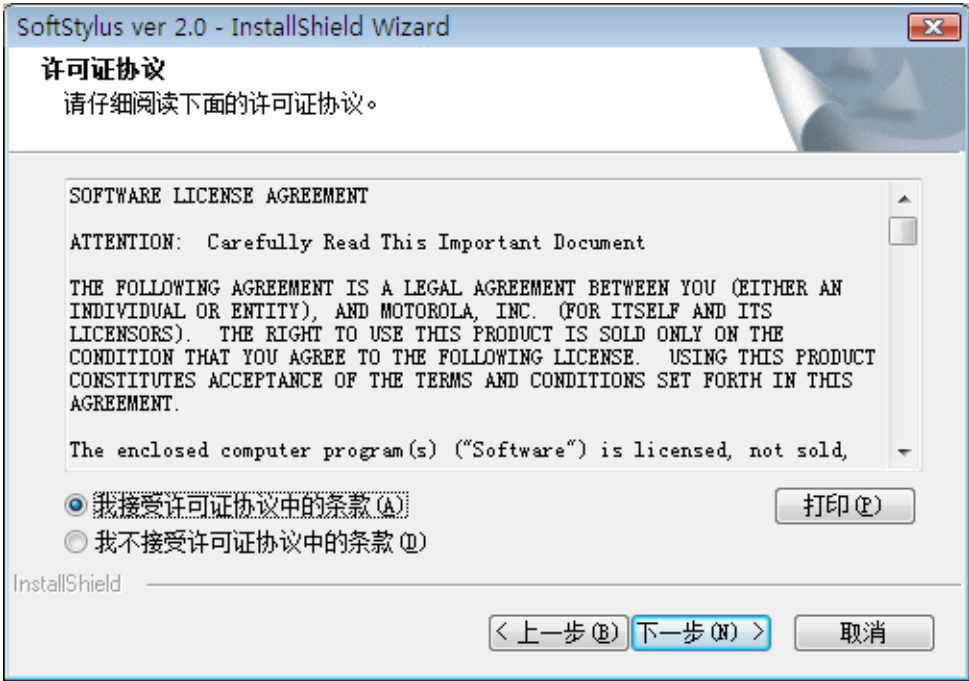 SoftStylus ver 2.0 - InstallShield Wizard
许可证协议
请仔细阅读下面的许可证协议。
SOFTWARE LICENSE AGREEMENT
ATTENTION:  Carefully Read This Important Document
THE FOLLOWING AGREEMENT IS A LEGAL AGREEMENT BETWEEN YOU (EITHER AN
INDIVIDUAL OR ENTITY), AND MOTOROLA, INC.  (FOR ITSELF AND ITS
LICENSORS).  THE RIGHT TO USE THIS PRODUCT IS SOLD ONLY ON THE
CONDITION THAT YOU AGREE TO THE FOLLOWING LICENSE.  USING THIS PRODUCT
CONSTITUTES ACCEPTANCE OF THE TERMS AND CONDITIONS SET FORTH IN THIS
AGREEMENT.
The enclosed computer program(s) ("Software") is licensed, not sold,
我接受许可证协议中的条款(A)
打印(P)
我不接受许可证协议中的条款(D)
InstallShield
< 上一步(B)
下一步(N) >
取消